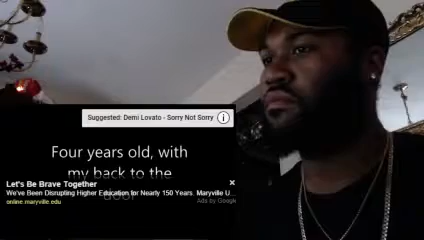 Suggested: Demi Lovato - Sorry Not Sorry
Four years old, with
my back to the
door
Let's Be Brave Together
We've Been Disrupting Higher Education for Nearly 150 Years. Maryville U...
online.maryville.edu
Ads by Google